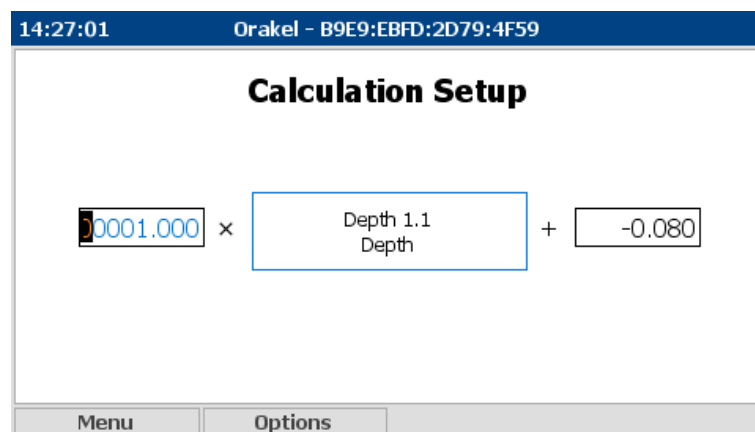 14:27:01 Orakel - B9E9:EBFD:2D79:4F59
Calculation Setup
00001.000 × Depth 1.1 Depth + -0.080
Menu Options